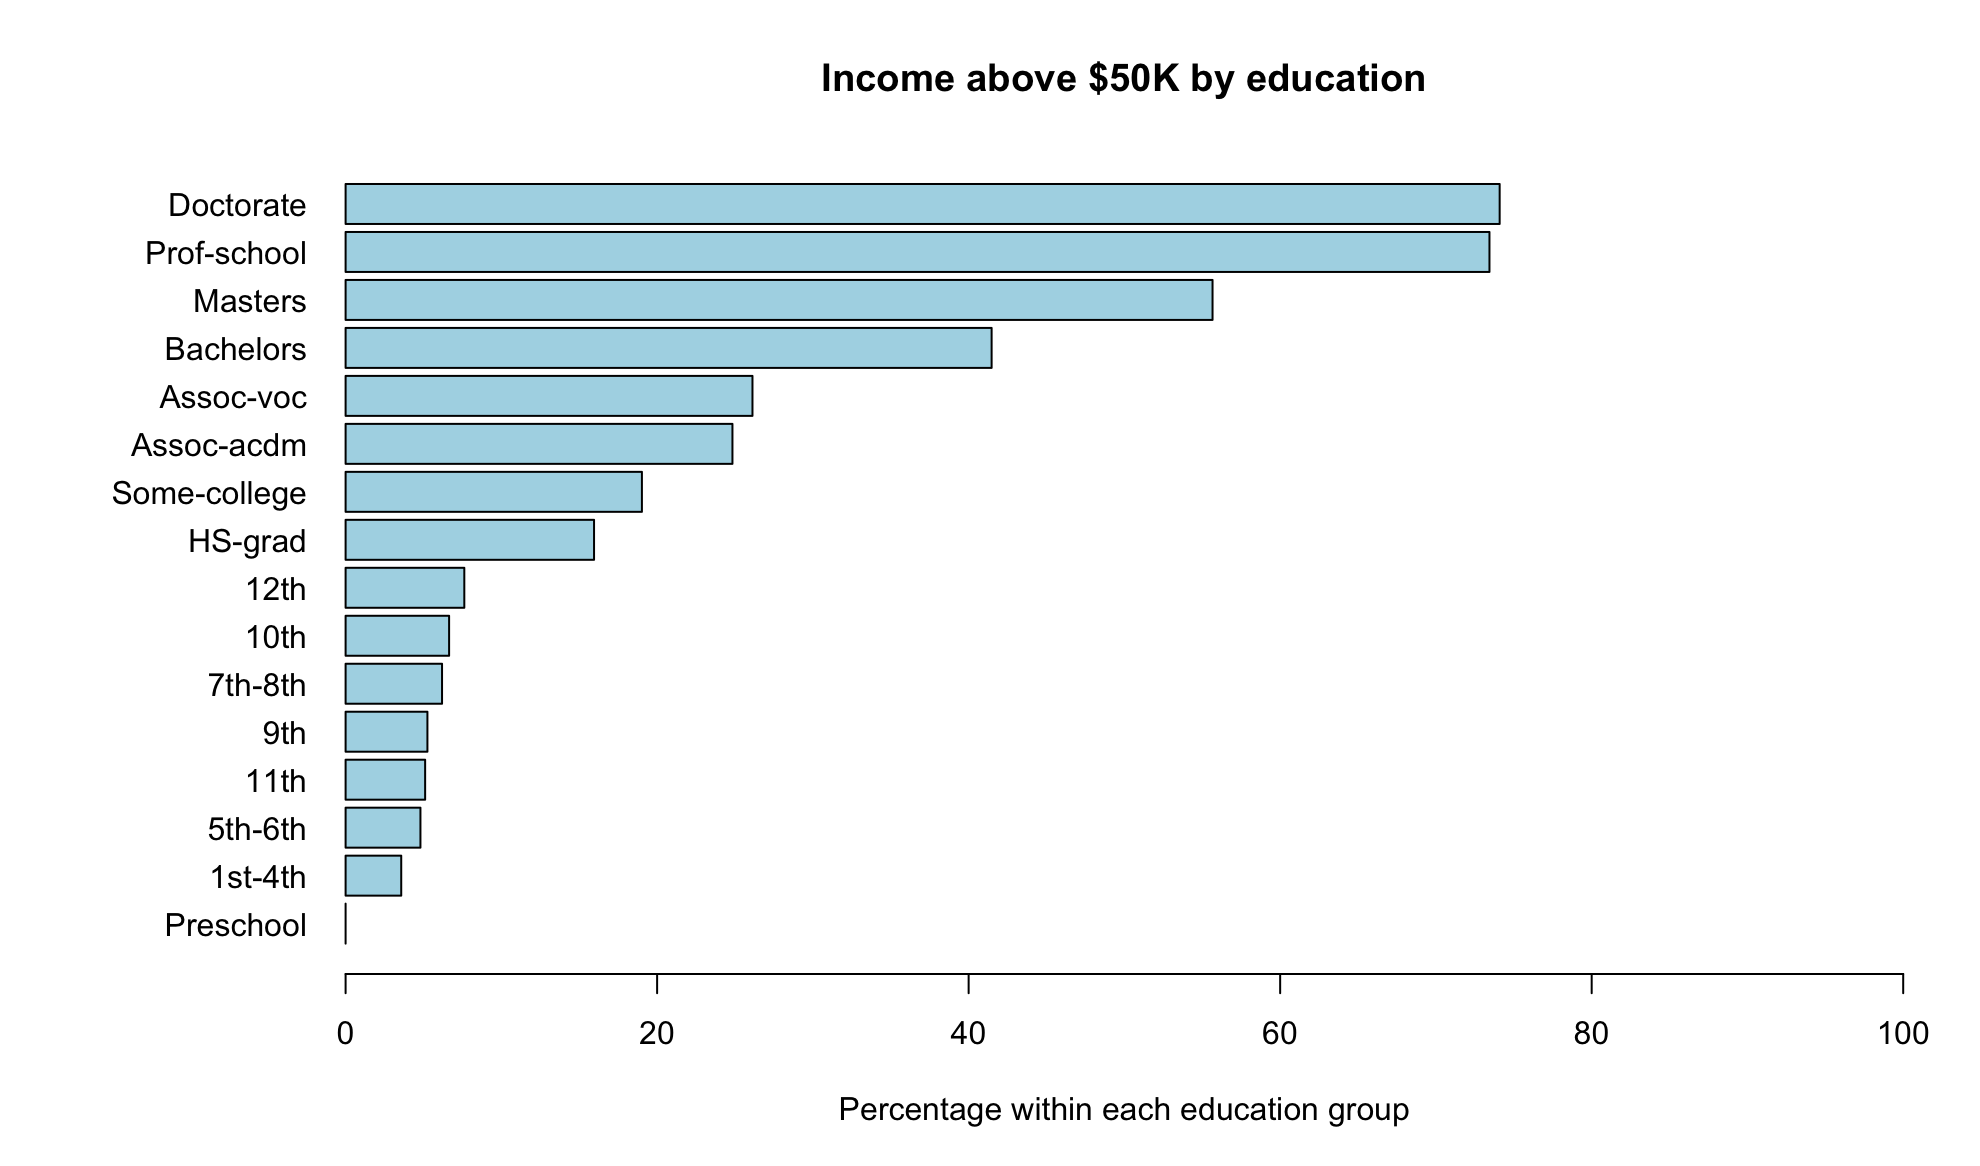 Income above $50K by education
Doctorate
Prof-school
Masters
Bachelors
Assoc-voc
Assoc-acdm
Some-college
HS-grad
12th
10th
7th-8th
9th
11th
5th-6th
1st-4th
Preschool
0 20 40 60 80 100
Percentage within each education group